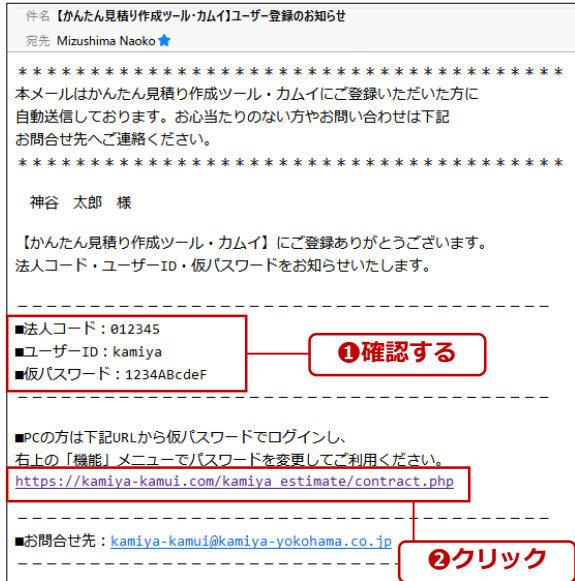 件名 【かんたん見積り作成ツール・カムイ】ユーザー登録のお知らせ
宛先 Mizushima Naoko★
＊＊＊＊＊＊＊＊＊＊＊＊＊＊＊＊＊＊＊＊＊＊＊＊＊＊＊＊＊＊＊＊＊＊＊＊＊＊
本メールはかんたん見積り作成ツール・カムイにご登録いただいた方に
自動送信しております。お心当たりのない方やお問い合わせは下記
お問合せ先へご連絡ください。
＊＊＊＊＊＊＊＊＊＊＊＊＊＊＊＊＊＊＊＊＊＊＊＊＊＊＊＊＊＊＊＊＊＊＊＊＊＊
神谷　太郎　様
【かんたん見積り作成ツール・カムイ】にご登録ありがとうございます。
法人コード・ユーザーID・仮パスワードをお知らせいたします。
－－－－－－－－－－－－－－－－－－－－－－－－－－－－－
■法人コード：012345
■ユーザーID：kamiya
❶確認する
■仮パスワード：1234ABcdeF
－－－－－－－－－－－－－－－－－－－－－－－－－－－－－
■PCの方は下記URLから仮パスワードでログインし、
右上の「機能」メニューでパスワードを変更してご利用ください。
https://kamiya-kamui.com/kamiya_estimate/contract.php
－－－－－－－－－－－－－－－－－－－－－－－－－－－－－
■お問合せ先：kamiya-kamui@kamiya-yokohama.co.jp
❷クリック
－－－－－－－－－－－－－－－－－－－－